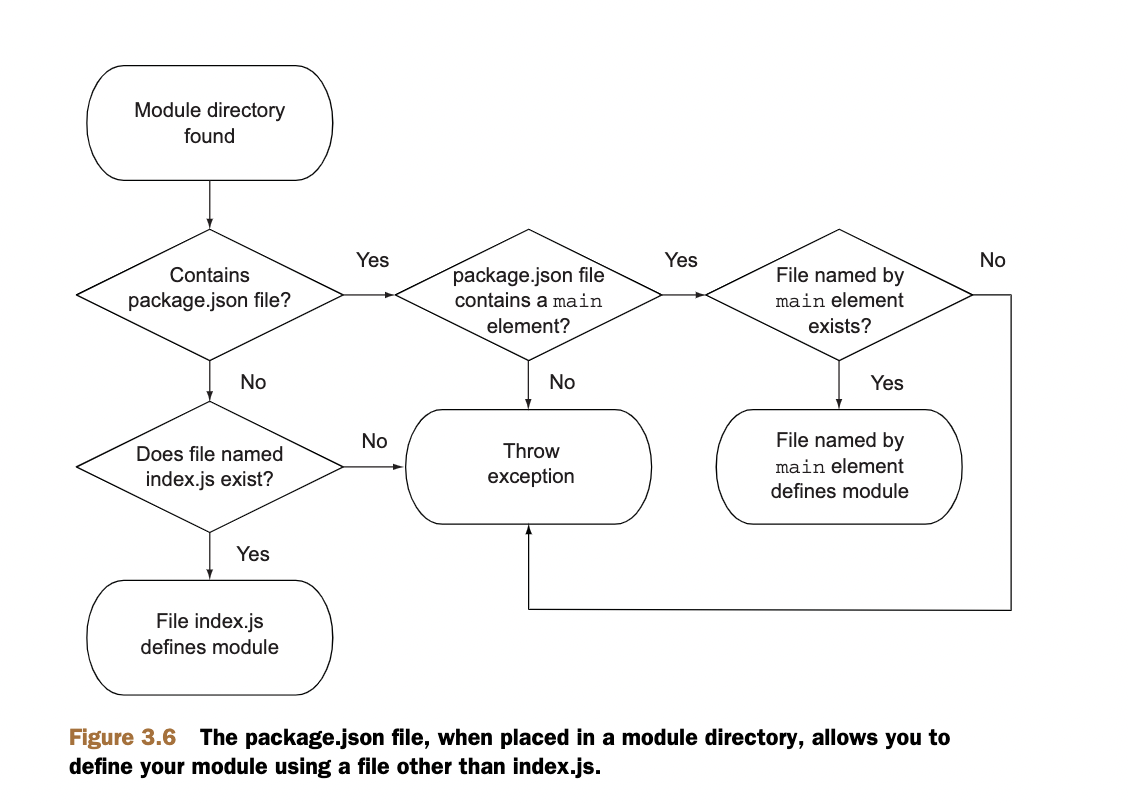 Module directory
found
Contains
package.json file?
Yes
package.json file
contains a main
element?
Yes
File named by
main element
exists?
No
No
No
Yes
Does file named
index.js exist?
No
Throw
exception
File named by
main element
defines module
Yes
File index.js
defines module
Figure 3.6 The package.json file, when placed in a module directory, allows you to
define your module using a file other than index.js.